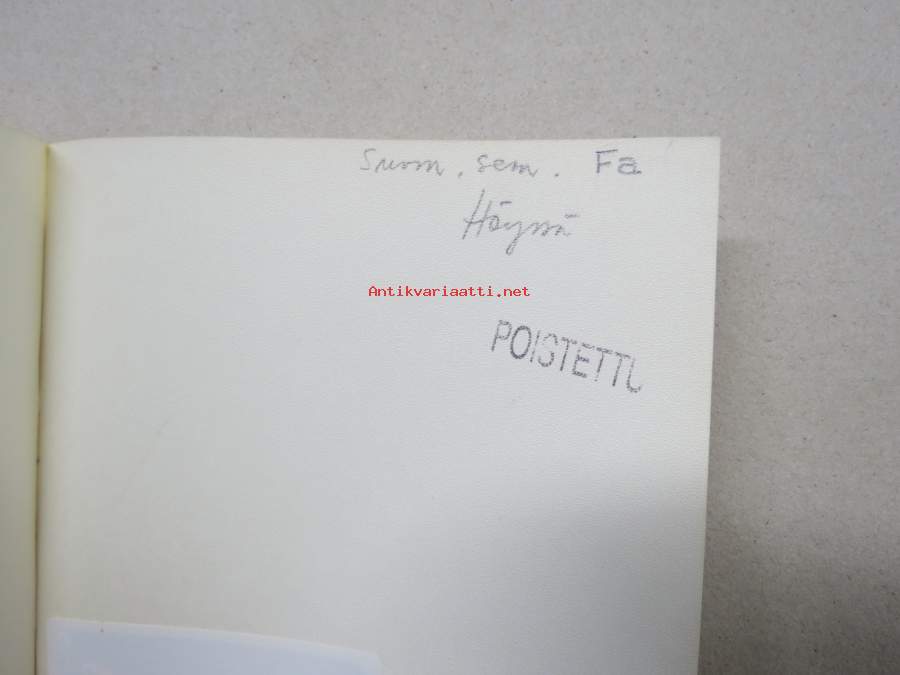 Suom. sem. Fa
Höyssä
Antikvariaatti.net
POISTETTU